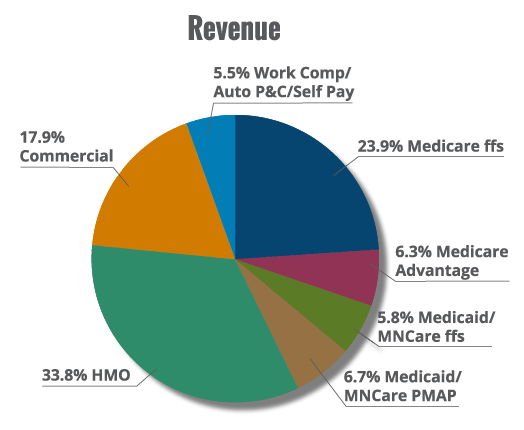 Revenue
5.5% Work Comp/
Auto P&C/Self Pay
17.9%
Commercial
23.9% Medicare ffs
6.3% Medicare
Advantage
5.8% Medicaid/
MNCare ffs
33.8% HMO
6.7% Medicaid/
MNCare PMAP